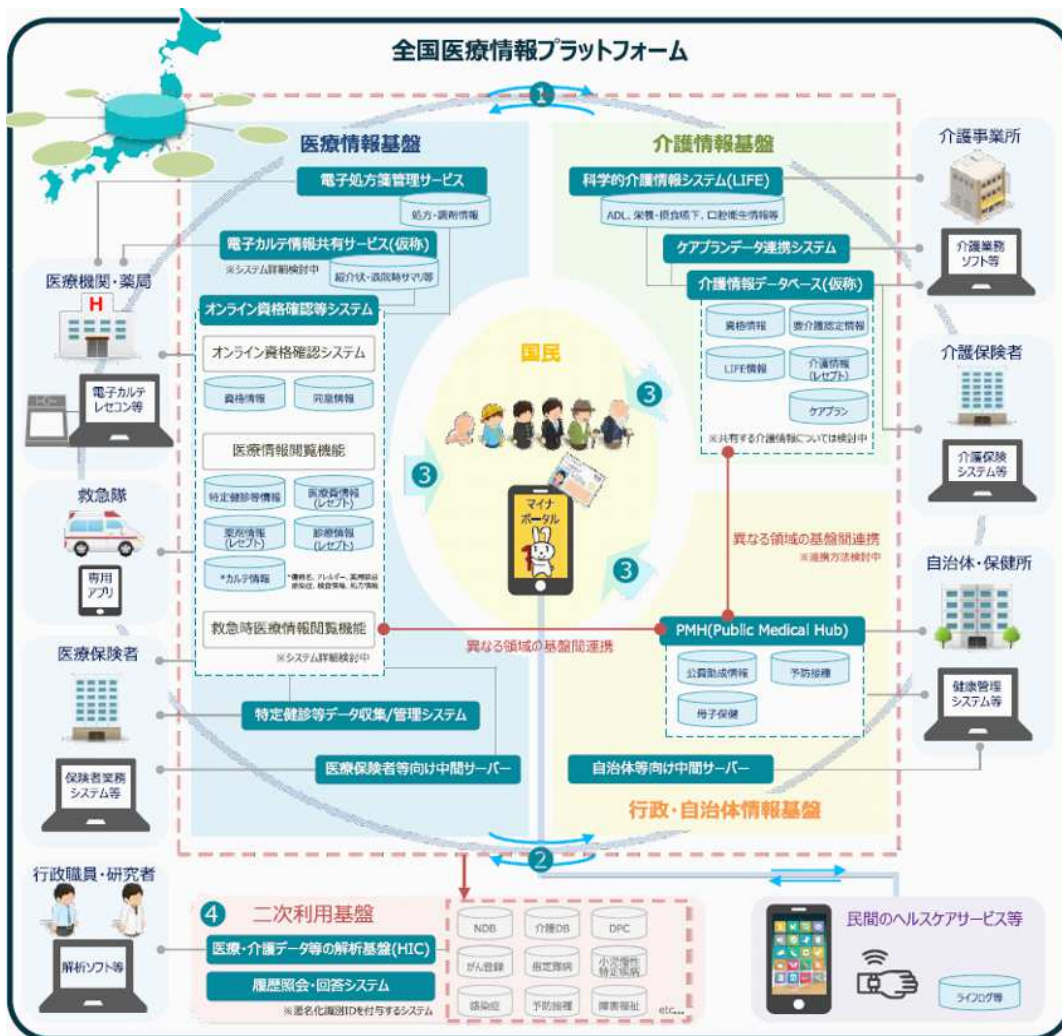 全国医療情報プラットフォーム
❶
医療情報基盤
電子処方箋管理サービス
処方・調剤情報
電子カルテ情報共有サービス(仮称)
※システム詳細検討中
紹介状・退院時サマリ等
オンライン資格確認等システム
オンライン資格確認システム
資格情報
同意情報
医療情報閲覧機能
特定健診等情報
医療費情報
(レセプト)
薬剤情報
(レセプト)
診療情報
(レセプト)
*カルテ情報
*傷病名、アレルギー、薬剤禁忌
感染症、検査情報、処方情報
救急時医療情報閲覧機能
※システム詳細検討中
特定健診等データ収集/管理システム
医療保険者等向け中間サーバー
介護情報基盤
科学的介護情報システム(LIFE)
ADL、栄養・摂食嚥下、口腔衛生情報等
ケアプランデータ連携システム
介護情報データベース(仮称)
資格情報
要介護認定情報
LIFE情報
介護情報
(レセプト)
ケアプラン
※共有する介護情報については検討中
国民
❸
❸
❸
マイナ
ポータル
異なる領域の基盤間連携
※連携方法検討中
異なる領域の基盤間連携
PMH(Public Medical Hub)
公費助成情報
予防接種
母子保健
自治体等向け中間サーバー
行政・自治体情報基盤
❷
医療機関・薬局
H
電子カルテ
レセコン等
救急隊
専用
アプリ
医療保険者
保険者業務
システム等
行政職員・研究者
解析ソフト等
介護事業所
介護業務
ソフト等
介護保険者
介護保険
システム等
自治体・保健所
健康管理
システム等
❹
二次利用基盤
医療・介護データ等の解析基盤(HIC)
履歴照会・回答システム
※匿名化識別IDを付与するシステム
NDB
介護DB
DPC
がん登録
指定難病
小児慢性
特定疾病
感染症
予防接種
障害福祉
etc...
民間のヘルスケアサービス等
ライフログ等